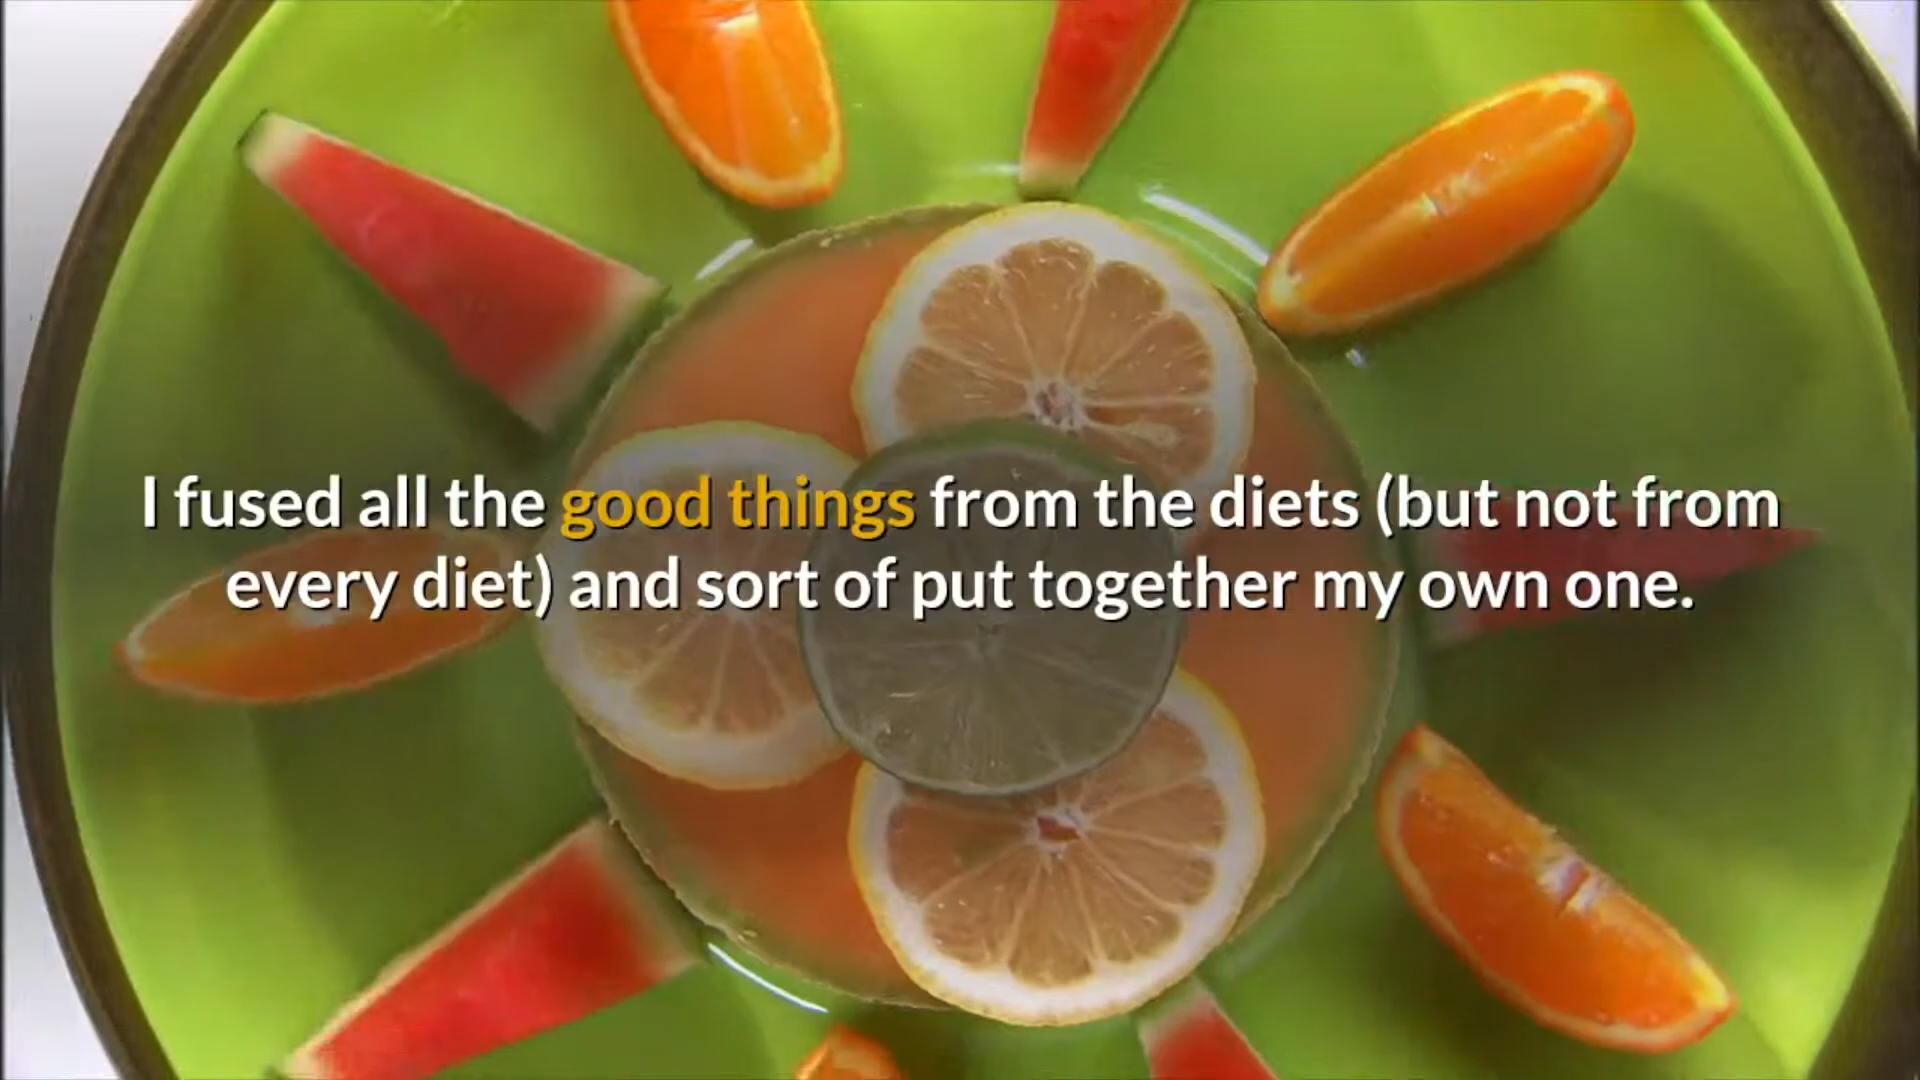 I fused all the good things from the diets (but not from
every diet) and sort of put together my own one.